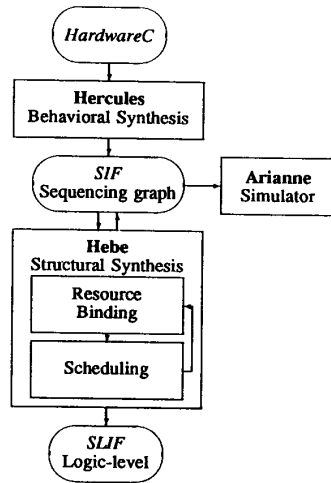 HardwareC
Hercules
Behavioral Synthesis
SIF
Sequencing graph
Arianne
Simulator
Hebe
Structural Synthesis
Resource
Binding
Scheduling
SLIF
Logic-level